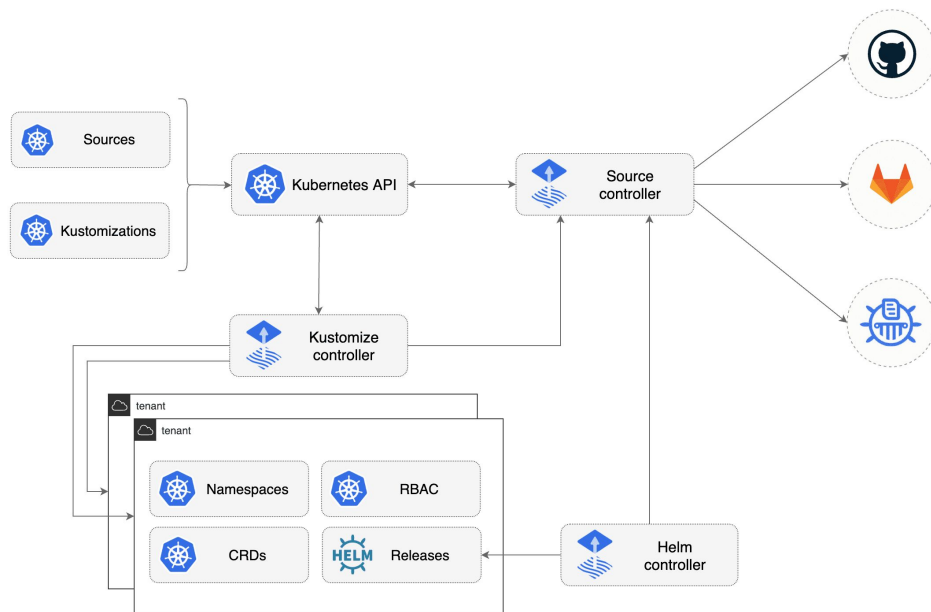 Sources
Kubernetes API
Source
controller
Kustomizations
Kustomize
controller
tenant
tenant
Namespaces
RBAC
CRDs
HELM
Releases
Helm
controller